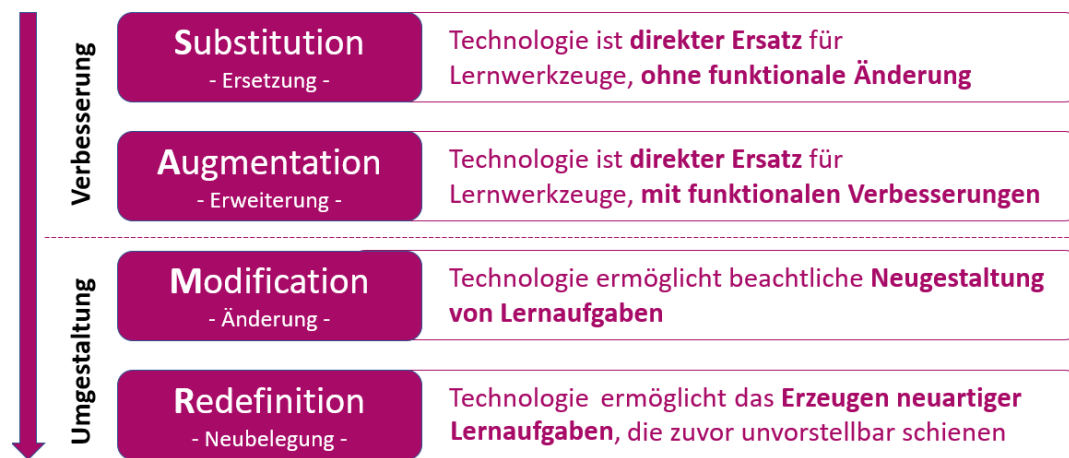 Verbesserung
Substitution
- Ersetzung -
Technologie ist direkter Ersatz für
Lernwerkzeuge, ohne funktionale Änderung
Augmentation
- Erweiterung -
Technologie ist direkter Ersatz für
Lernwerkzeuge, mit funktionalen Verbesserungen
Umgestaltung
Modification
- Änderung -
Technologie ermöglicht beachtliche Neugestaltung
von Lernaufgaben
Redefinition
- Neubelegung -
Technologie ermöglicht das Erzeugen neuartiger
Lernaufgaben, die zuvor unvorstellbar schienen